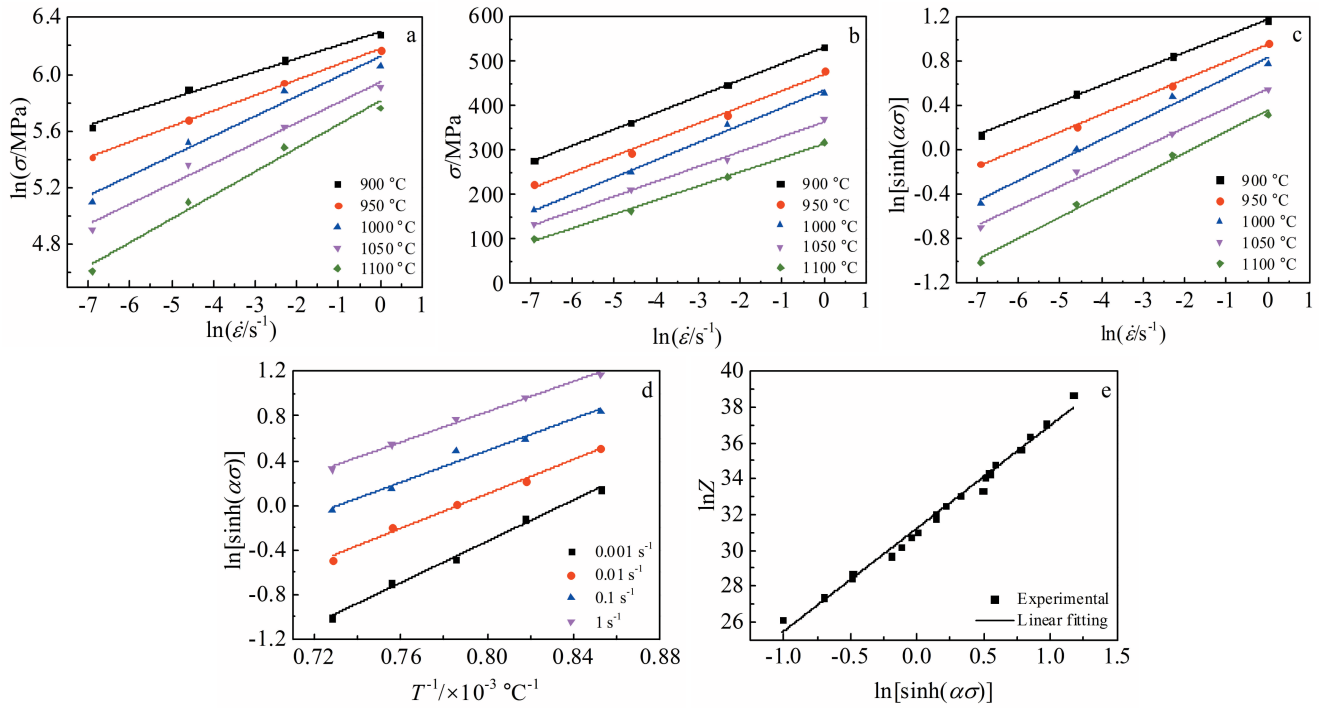 a
ln(σ/MPa)
6.4
6.0
5.6
5.2
4.8
900 °C
950 °C
1000 °C
1050 °C
1100 °C
-7 -6 -5 -4 -3 -2 -1 0 1
ln(ε̇/s⁻¹)
b
σ/MPa
600
500
400
300
200
100
0
900 °C
950 °C
1000 °C
1050 °C
1100 °C
-7 -6 -5 -4 -3 -2 -1 0 1
ln(ε̇/s⁻¹)
c
ln[sinh(ασ)]
1.2
0.8
0.4
0.0
-0.4
-0.8
-1.2
900 °C
950 °C
1000 °C
1050 °C
1100 °C
-7 -6 -5 -4 -3 -2 -1 0 1
ln(ε̇/s⁻¹)
d
ln[sinh(ασ)]
1.2
0.8
0.4
0.0
-0.4
-0.8
-1.2
0.001 s⁻¹
0.01 s⁻¹
0.1 s⁻¹
1 s⁻¹
0.72 0.76 0.80 0.84 0.88
T⁻¹/×10⁻³ °C⁻¹
e
lnZ
40
38
36
34
32
30
28
26
Experimental
Linear fitting
-1.0 -0.5 0.0 0.5 1.0 1.5
ln[sinh(ασ)]